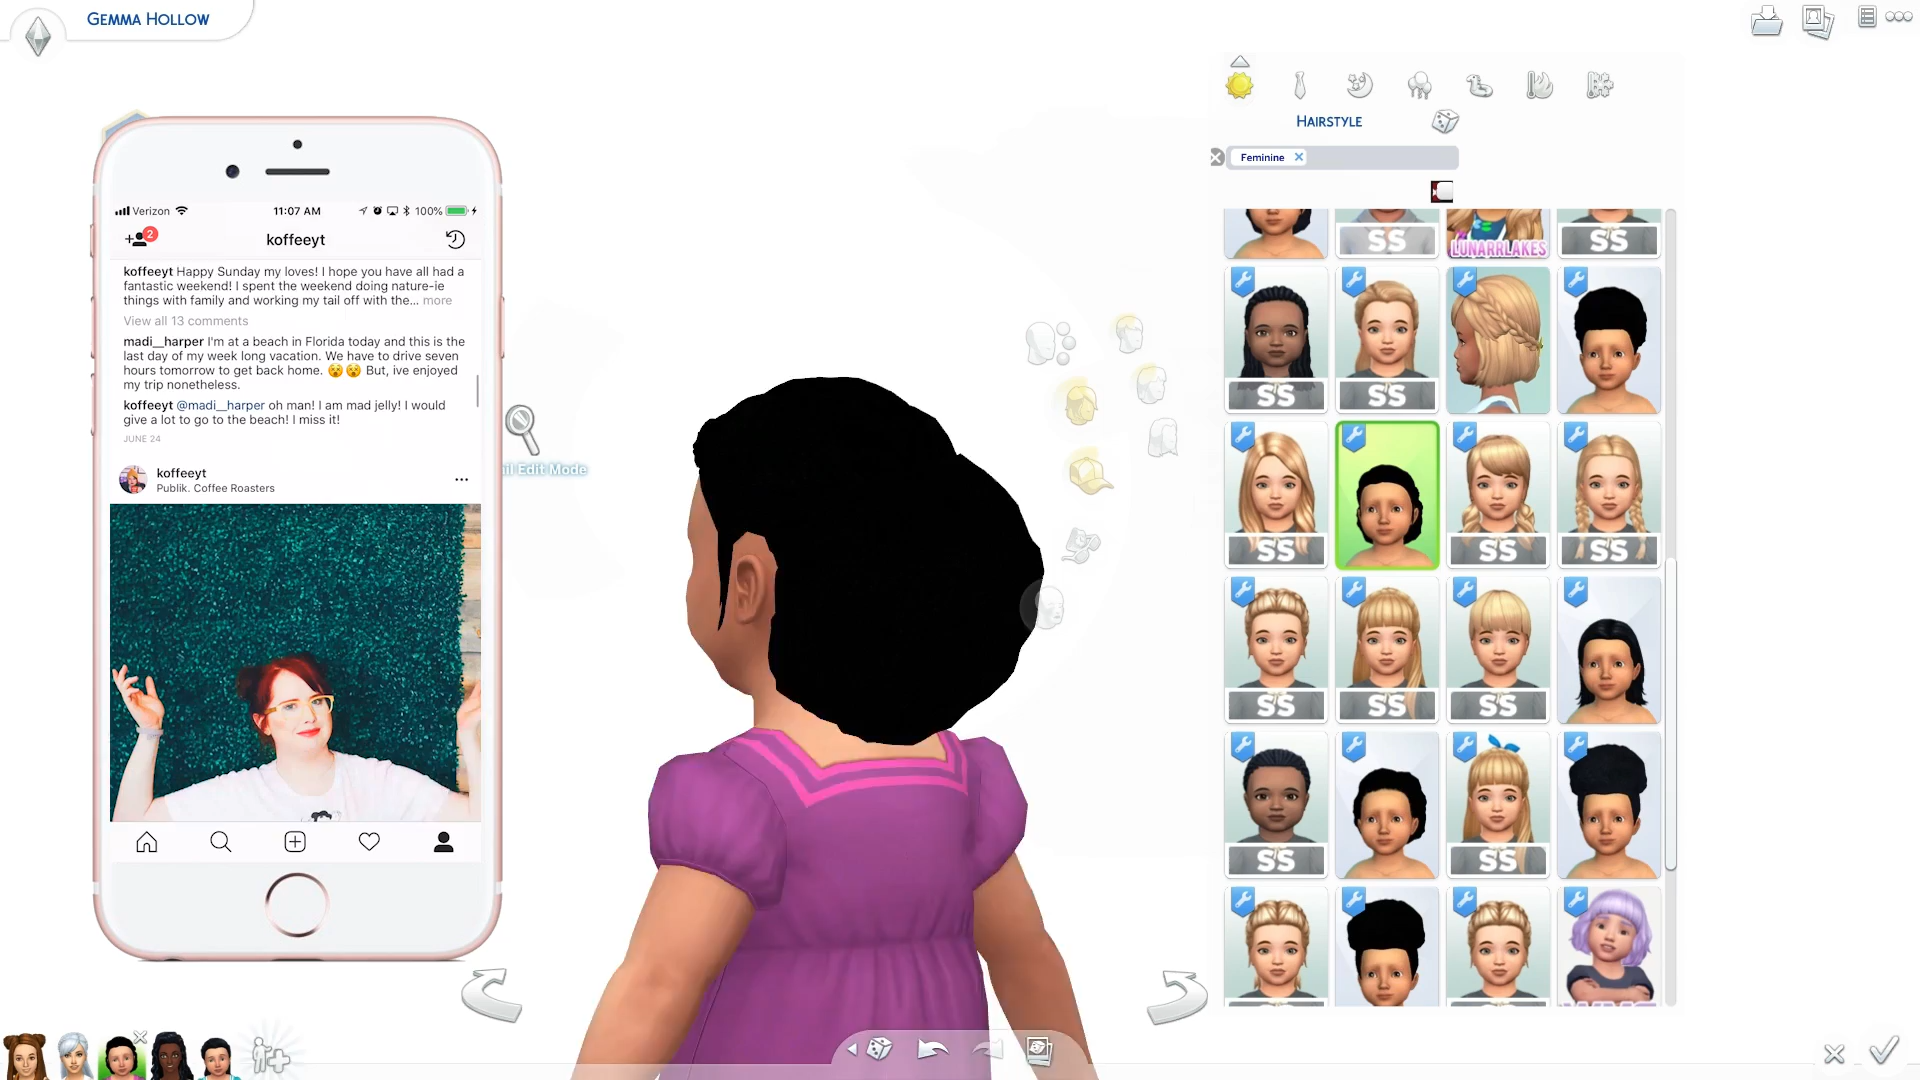 GEMMA HOLLOW
Verizon 11:07 AM 100%
2
koffeeyt
koffeeyt Happy Sunday my loves! I hope you have all had a
fantastic weekend! I spent the weekend doing nature-ie
things with family and working my tail off with the... more
View all 13 comments
madi__harper I'm at a beach in Florida today and this is the
last day of my week long vacation. We have to drive seven
hours tomorrow to get back home. 😵😵 But, ive enjoyed
my trip nonetheless.
koffeeyt @madi__harper oh man! I am mad jelly! I would
give a lot to go to the beach! I miss it!
JUNE 24
koffeeyt
Publik. Coffee Roasters
Edit Mode
HAIRSTYLE
Feminine
SS LUNARRLAKES SS
SS SS
SS SS SS
SS SS SS
SS SS